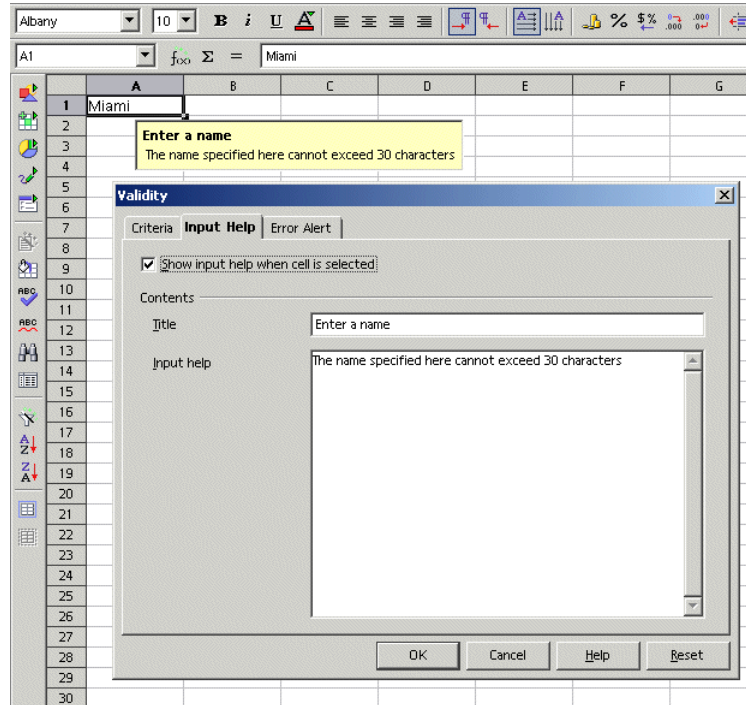 Albany 10 B i U A % $%
A1 Σ = Miami
A B C D E F G
1 Miami
2
Enter a name
3
The name specified here cannot exceed 30 characters
4
5
Validity
6
7
Criteria Input Help Error Alert
8
9
Show input help when cell is selected
10
Contents
11
12
Title Enter a name
13
14
Input help The name specified here cannot exceed 30 characters
15
16
17
18
19
20
21
22
23
24
25
26
27
28
OK Cancel Help Reset
29
30
ABC
ABC
A
Z
Z
A